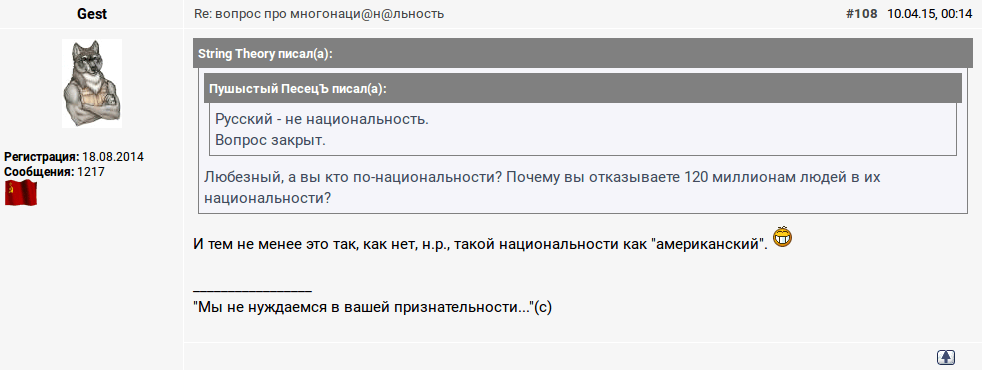 Gest
Re: вопрос про многонаци@н@льность
#108 10.04.15, 00:14
String Theory писал(а):
Пушыстый ПесецЪ писал(а):
Русский - не национальность.
Вопрос закрыт.
Любезный, а вы кто по-национальности? Почему вы отказываете 120 миллионам людей в их
национальности?
Регистрация: 18.08.2014
Сообщения: 1217
И тем не менее это так, как нет, н.р., такой национальности как "американский".
_________________
"Мы не нуждаемся в вашей признательности..."(с)